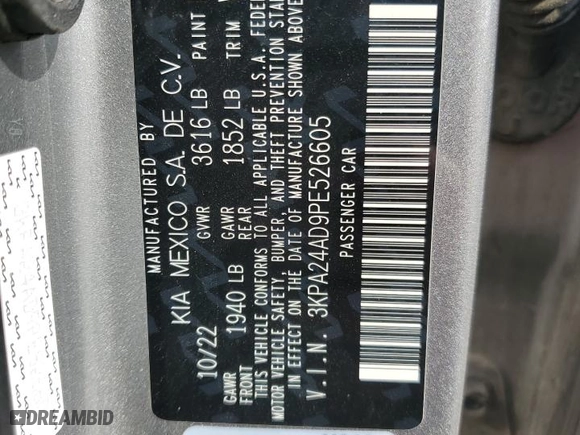 MANUFACTURED BY
KIA MEXICO S.A. DE C.V.
10/22 GVWR 3616 LB PAINT
GAWR FRONT 1940 LB GAWR REAR 1852 LB TRIM
THIS VEHICLE CONFORMS TO ALL APPLICABLE U.S.A. FEDE
MOTOR VEHICLE SAFETY, BUMPER, AND THEFT PREVENTION STA
IN EFFECT ON THE DATE OF MANUFACTURE SHOWN ABOVE
V.I.N. 3KPA24AD9PE526605
PASSENGER CAR
DREAMBID